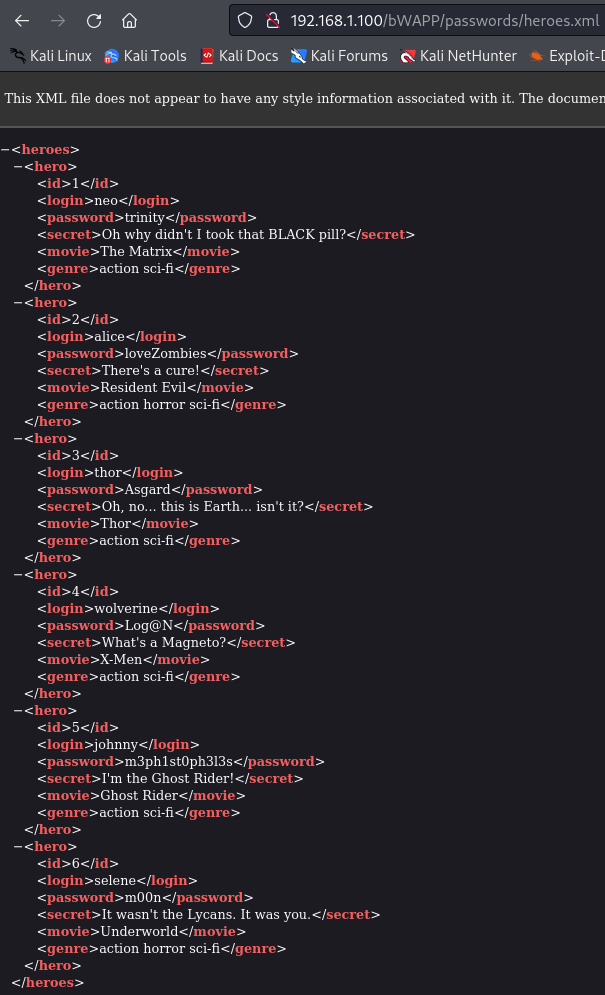 192.168.1.100/bWAPP/passwords/heroes.xml
Kali Linux Kali Tools Kali Docs Kali Forums Kali NetHunter Exploit-D
This XML file does not appear to have any style information associated with it. The documen
−<heroes>
−<hero>
<id>1</id>
<login>neo</login>
<password>trinity</password>
<secret>Oh why didn't I took that BLACK pill?</secret>
<movie>The Matrix</movie>
<genre>action sci-fi</genre>
</hero>
−<hero>
<id>2</id>
<login>alice</login>
<password>loveZombies</password>
<secret>There's a cure!</secret>
<movie>Resident Evil</movie>
<genre>action horror sci-fi</genre>
</hero>
−<hero>
<id>3</id>
<login>thor</login>
<password>Asgard</password>
<secret>Oh, no... this is Earth... isn't it?</secret>
<movie>Thor</movie>
<genre>action sci-fi</genre>
</hero>
−<hero>
<id>4</id>
<login>wolverine</login>
<password>Log@N</password>
<secret>What's a Magneto?</secret>
<movie>X-Men</movie>
<genre>action sci-fi</genre>
</hero>
−<hero>
<id>5</id>
<login>johnny</login>
<password>m3ph1st0ph3l3s</password>
<secret>I'm the Ghost Rider!</secret>
<movie>Ghost Rider</movie>
<genre>action sci-fi</genre>
</hero>
−<hero>
<id>6</id>
<login>selene</login>
<password>m00n</password>
<secret>It wasn't the Lycans. It was you.</secret>
<movie>Underworld</movie>
<genre>action horror sci-fi</genre>
</hero>
</heroes>